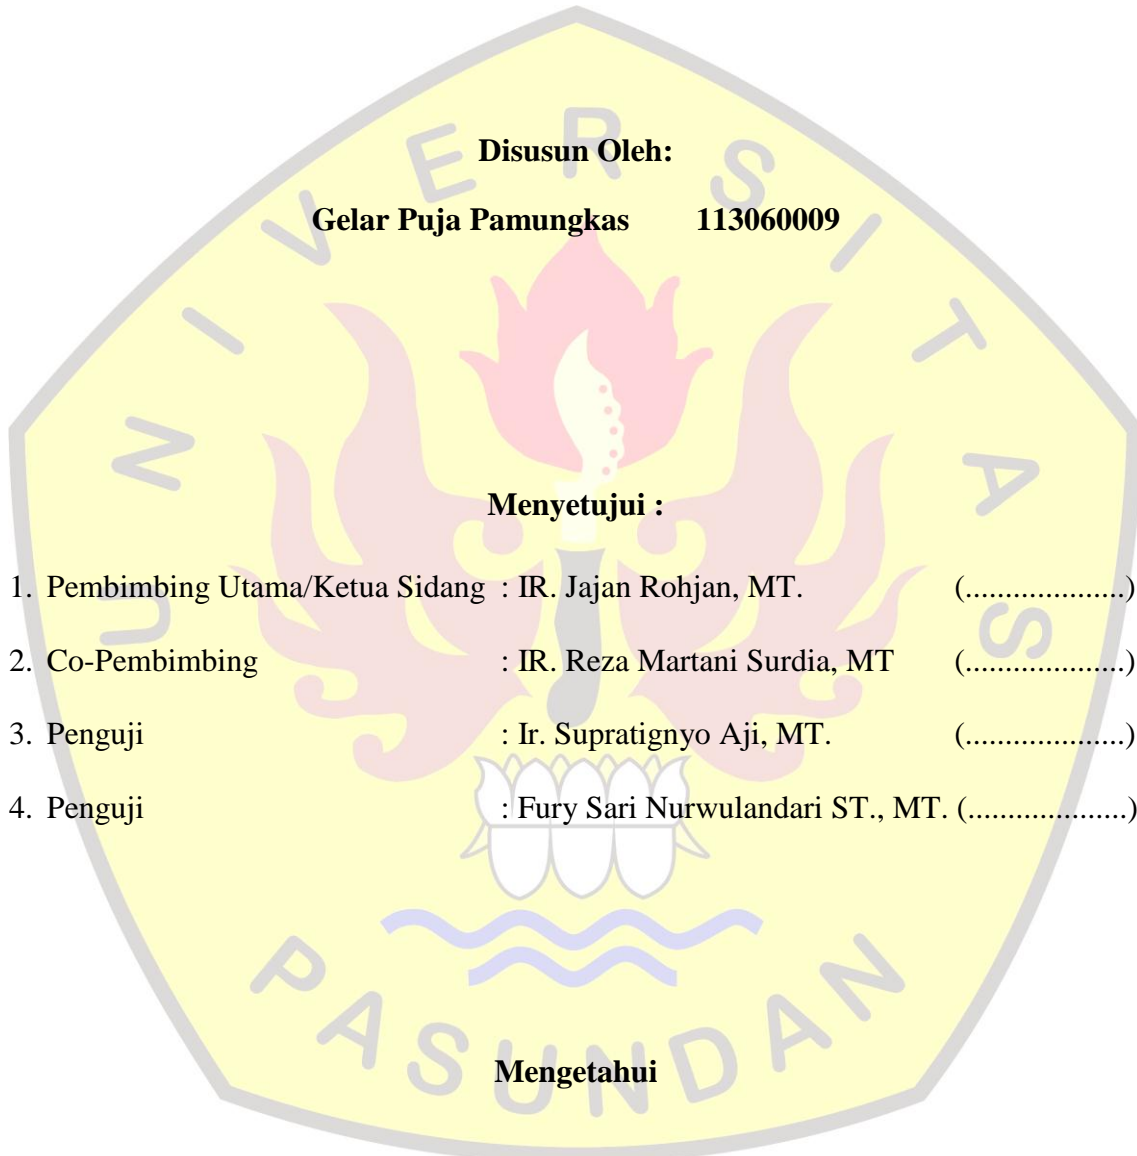 UNIVERSITAS
Disusun Oleh:
Gelar Puja Pamungkas 113060009
Menyetujui :
1. Pembimbing Utama/Ketua Sidang : IR. Jajan Rohjan, MT. (....................)
2. Co-Pembimbing : IR. Reza Martani Surdia, MT (....................)
3. Penguji : Ir. Supratignyo Aji, MT. (....................)
4. Penguji : Fury Sari Nurwulandari ST., MT. (....................)
PASUNDAN
Mengetahui